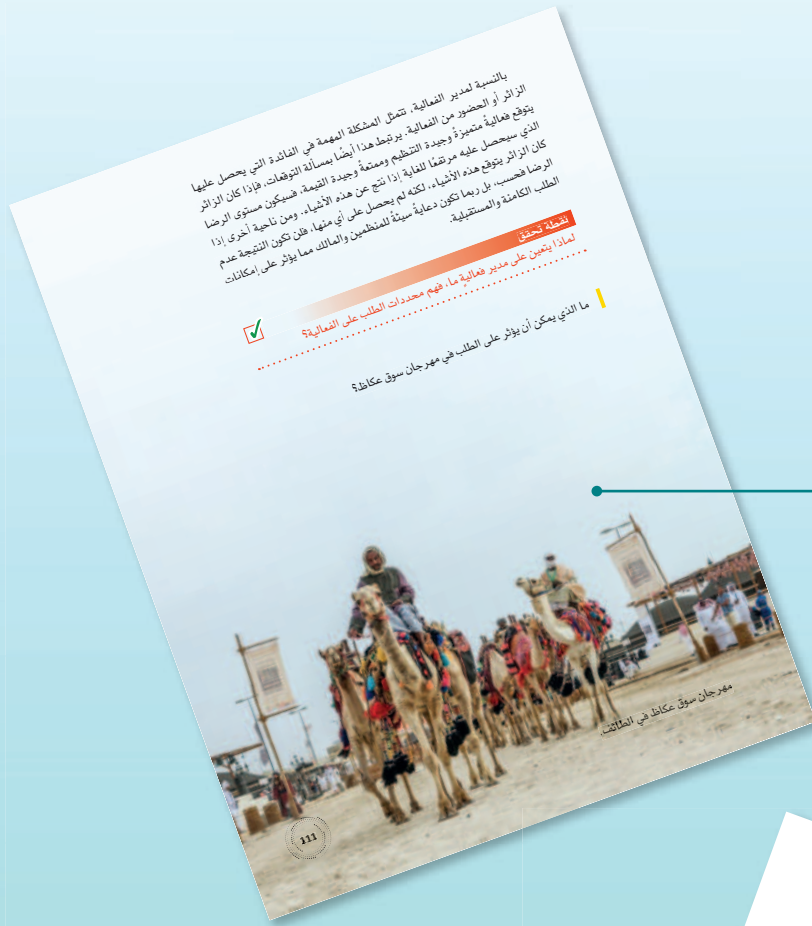 بالنسبة لمدير الفعالية، تتمثل المشكلة المهمة في الفائدة التي يحصل عليها
الزائر أو الحضور من الفعالية. يرتبط هذا أيضًا بمسألة التوقعات، فإذا كان الزائر
يتوقع فعاليةً متميزةً وجيدة التنظيم وممتعةً وجيدة القيمة، فسيكون مستوى الرضا
الذي سيحصل عليه مرتفعًا للغاية إذا نتج عن هذه الأشياء. ومن ناحية أخرى إذا
كان الزائر يتوقع هذه الأشياء، لكنه لم يحصل على أي منها، فلن تكون النتيجة عدم
الرضا فحسب، بل ربما تكون دعايةً سيئةً للمنظمين والمالك مما يؤثر على إمكانات
الطلب الكامنة والمستقبلية.
نقطة تحقق
لماذا يتعين على مدير فعاليةٍ ما، فهم محددات الطلب على الفعالية؟
ما الذي يمكن أن يؤثر على الطلب في مهرجان سوق عكاظ؟
مهرجان سوق عكاظ في الطائف.
111